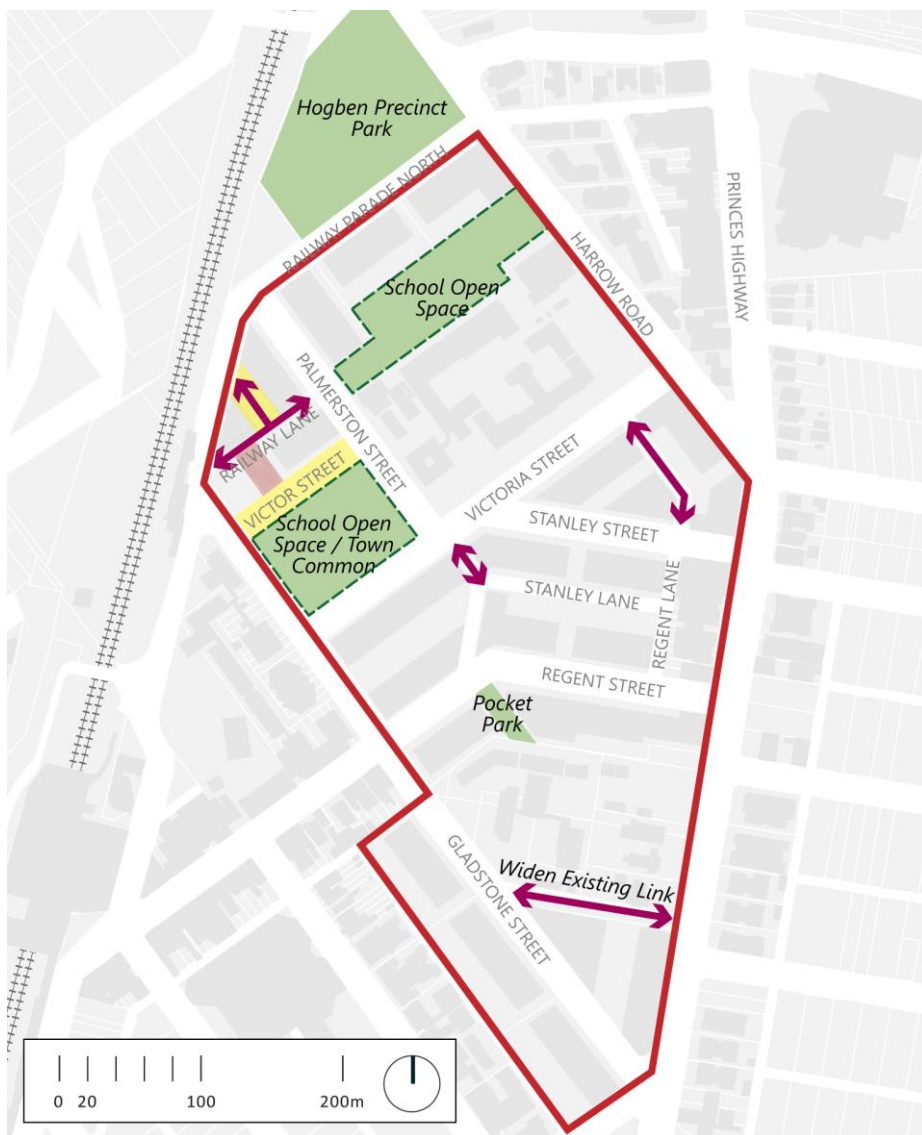 Hogben Precinct
Park
RAILWAY PARADE NORTH
PRINCES HIGHWAY
HARROW ROAD
School Open
Space
PALMERSTON STREET
RAILWAY LANE
VICTOR STREET
VICTORIA STREET
School Open
Space / Town
Common
STANLEY STREET
STANLEY LANE
REGENT LANE
REGENT STREET
Pocket
Park
GLADSTONE STREET
Widen Existing Link
0 20 100 200m